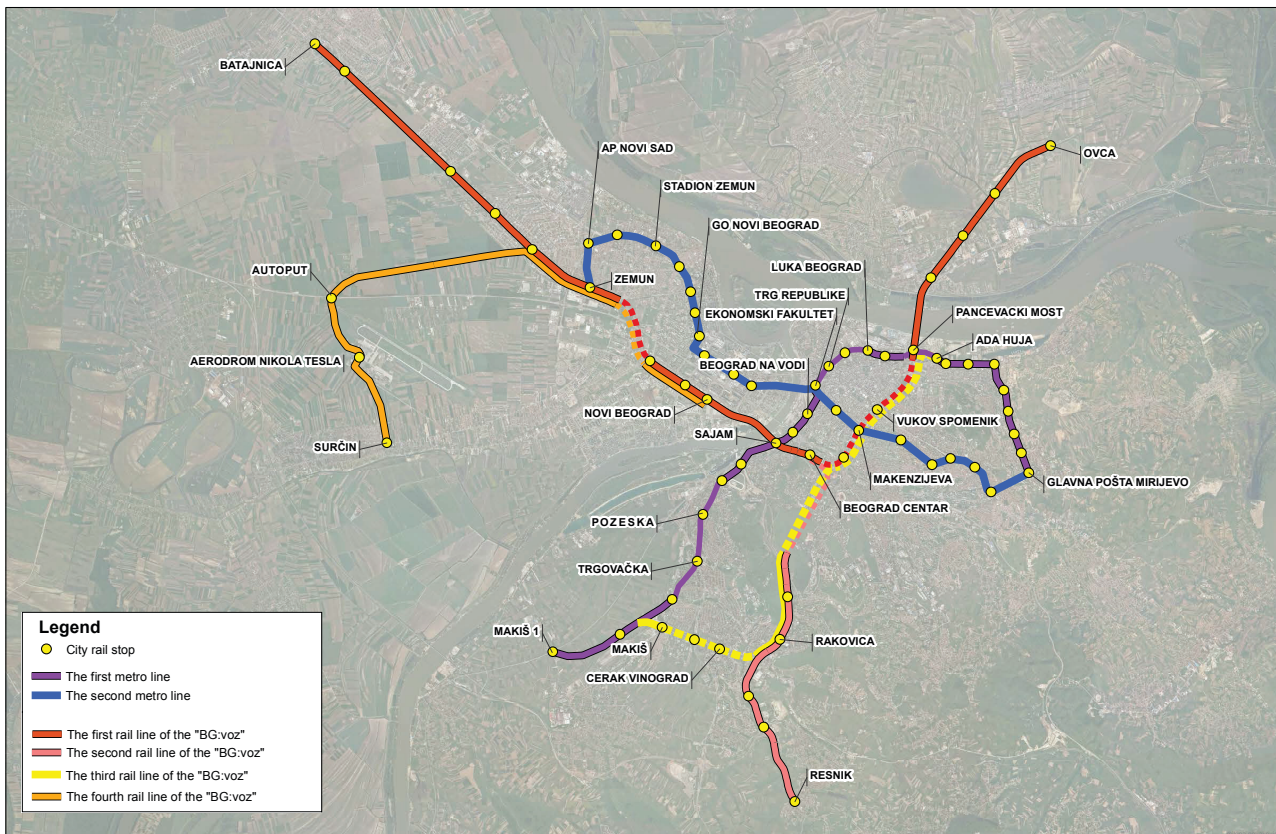 BATAJNICA
OVCA
AP NOVI SAD
STADION ZEMUN
GO NOVI BEOGRAD
LUKA BEOGRAD
AUTOPUT
ZEMUN
TRG REPUBLIKE
EKONOMSKI FAKULTET
PANCEVACKI MOST
ADA HUJA
AERODROM NIKOLA TESLA
BEOGRAD NA VODI
NOVI BEOGRAD
VUKOV SPOMENIK
SURČIN
SAJAM
MAKENZIJEVA
GLAVNA POŠTA MIRIJEVO
BEOGRAD CENTAR
POZESKA
TRGOVAČKA
MAKIŠ 1
MAKIŠ
RAKOVICA
CERAK VINOGRAD
RESNIK
Legend
City rail stop
The first metro line
The second metro line
The first rail line of the "BG:voz"
The second rail line of the "BG:voz"
The third rail line of the "BG:voz"
The fourth rail line of the "BG:voz"